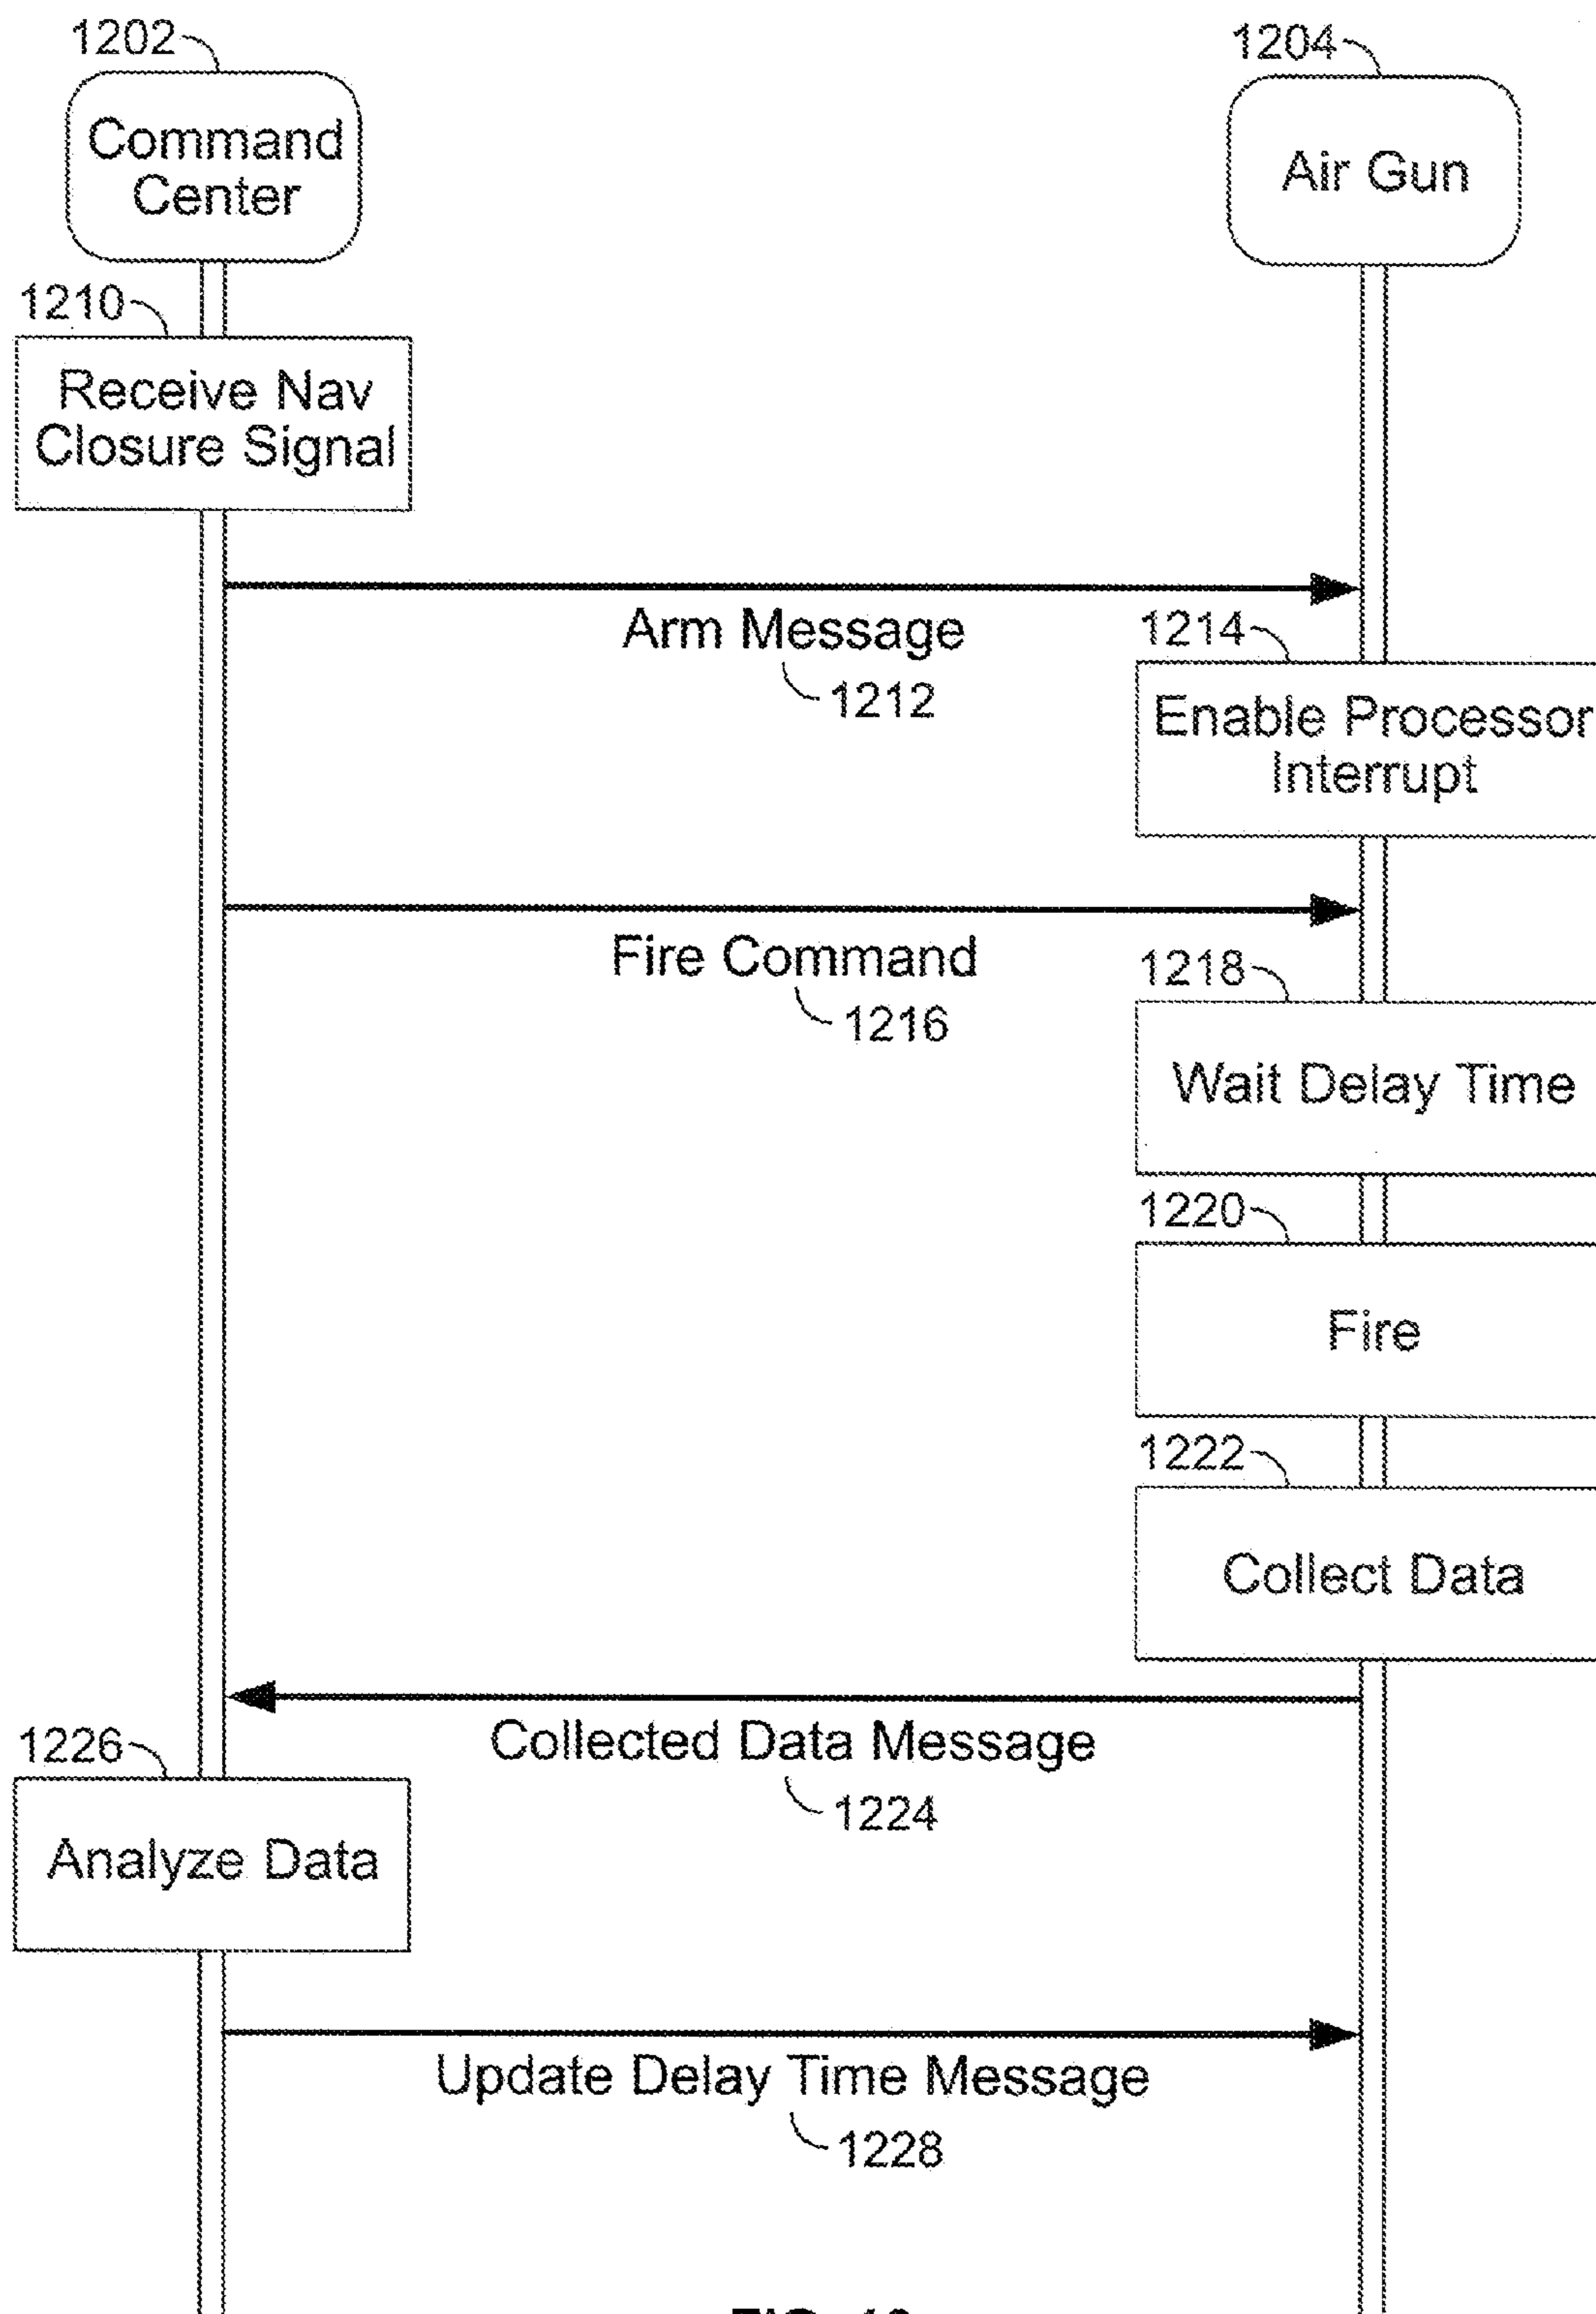 1202
1204
Command
Center
Air Gun
1210
Receive Nav
Closure Signal
Arm Message
1212
1214
Enable Processor
Interrupt
Fire Command
1216
1218
Wait Delay Time
1220
Fire
1222
Collect Data
Collected Data Message
1224
1226
Analyze Data
Update Delay Time Message
1228